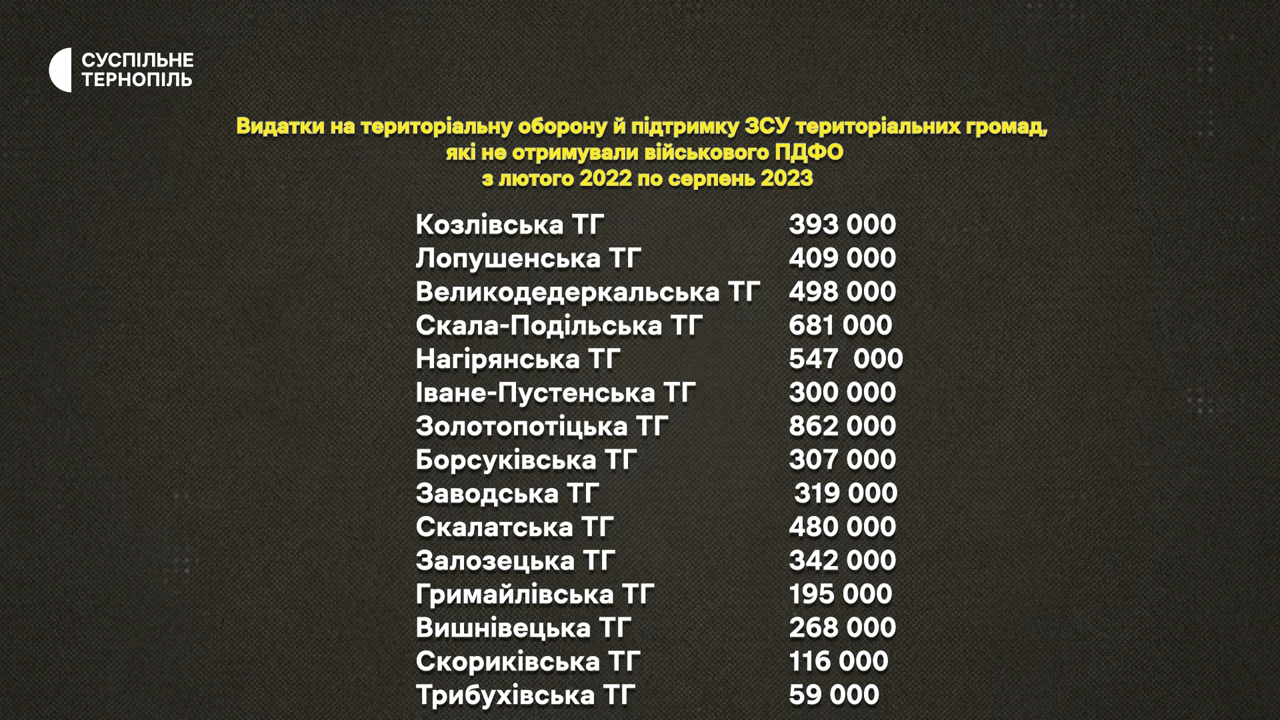 СУСПІЛЬНЕ
ТЕРНОПІЛЬ
Видатки на територіальну оборону й підтримку ЗСУ територіальних громад,
які не отримували військового ПДФО
з лютого 2022 по серпень 2023
Козлівська ТГ 393 000
Лопушенська ТГ 409 000
Великодедеркальська ТГ 498 000
Скала-Подільська ТГ 681 000
Нагірянська ТГ 547  000
Іване-Пустенська ТГ 300 000
Золотопотіцька ТГ 862 000
Борсуківська ТГ 307 000
Заводська ТГ 319 000
Скалатська ТГ 480 000
Залозецька ТГ 342 000
Гримайлівська ТГ 195 000
Вишнівецька ТГ 268 000
Скориківська ТГ 116 000
Трибухівська ТГ 59 000